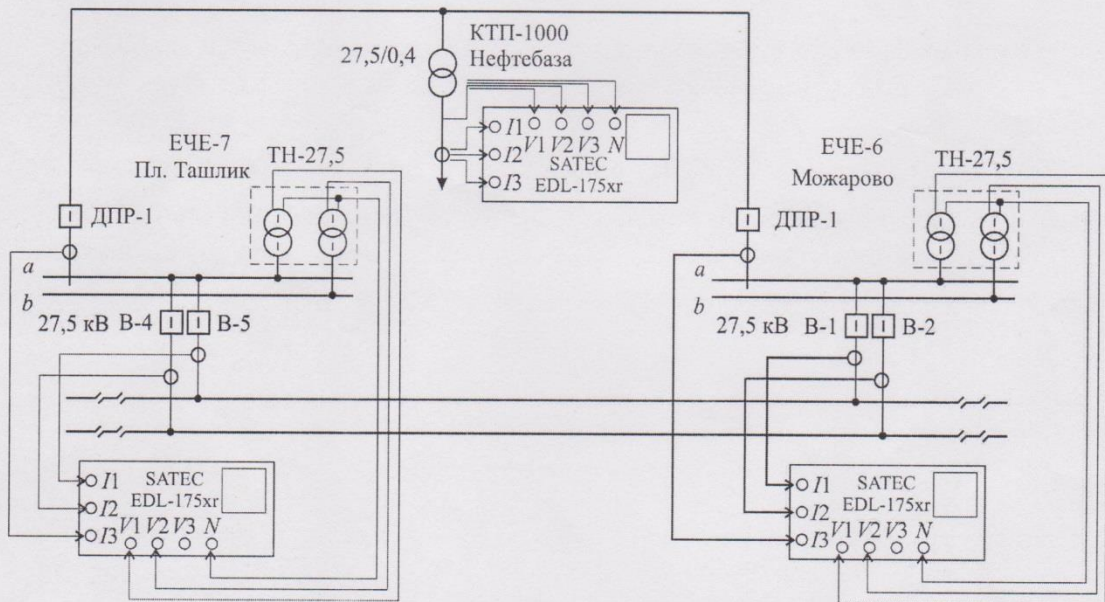 КТП-1000
Нефтебаза
27,5/0,4
I1
I2
I3
V1 V2 V3 N
SATEC
EDL-175xr
ЕЧЕ-7
Пл. Ташлик
ТН-27,5
ДПР-1
a
b
27,5 кВ В-4 В-5
I1
I2
I3
SATEC
EDL-175xr
V1 V2 V3 N
ЕЧЕ-6
Можарово
ТН-27,5
ДПР-1
a
b
27,5 кВ В-1 В-2
I1
I2
I3
SATEC
EDL-175xr
V1 V2 V3 N